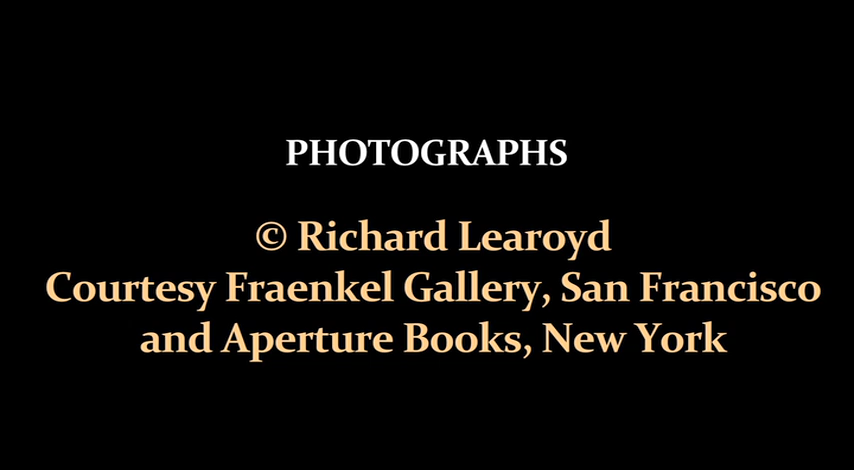 PHOTOGRAPHS
© Richard Learoyd
Courtesy Fraenkel Gallery, San Francisco
and Aperture Books, New York